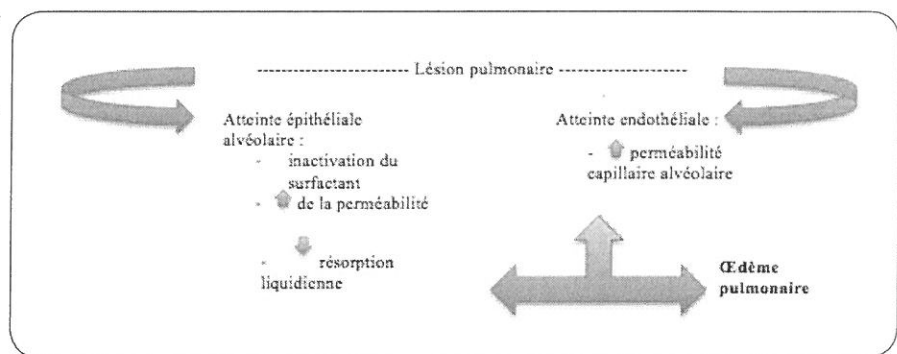 Lésion pulmonaire
Atteinte épithéliale
alvéolaire :
- inactivation du
surfactant
- de la perméabilité
- résorption
liquidienne
Atteinte endothéliale :
- perméabilité
capillaire alvéolaire
Œdème
pulmonaire